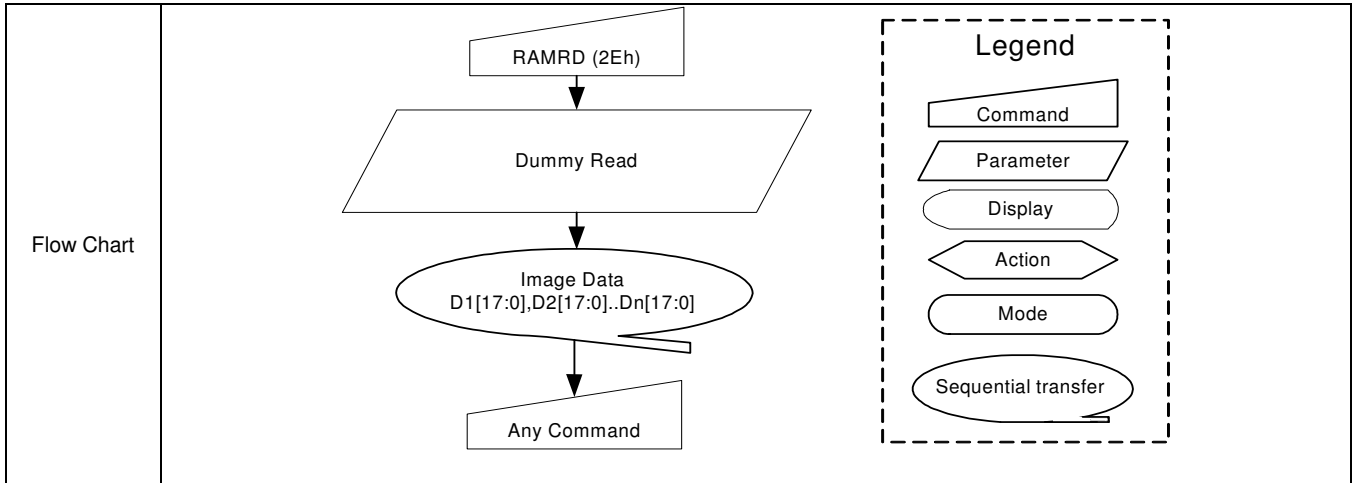 Flow Chart
RAMRD (2Eh)
Dummy Read
Image Data
D1[17:0],D2[17:0]..Dn[17:0]
Any Command
Legend
Command
Parameter
Display
Action
Mode
Sequential transfer